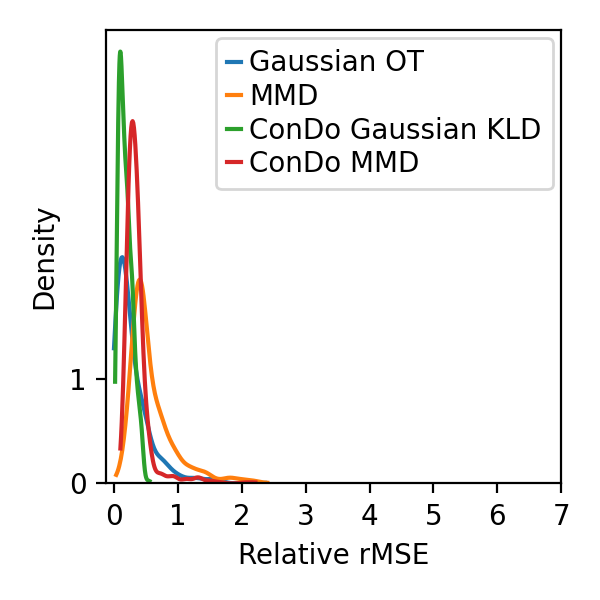 Gaussian OT
MMD
ConDo Gaussian KLD
ConDo MMD
Density
1
0
0 1 2 3 4 5 6 7
Relative rMSE